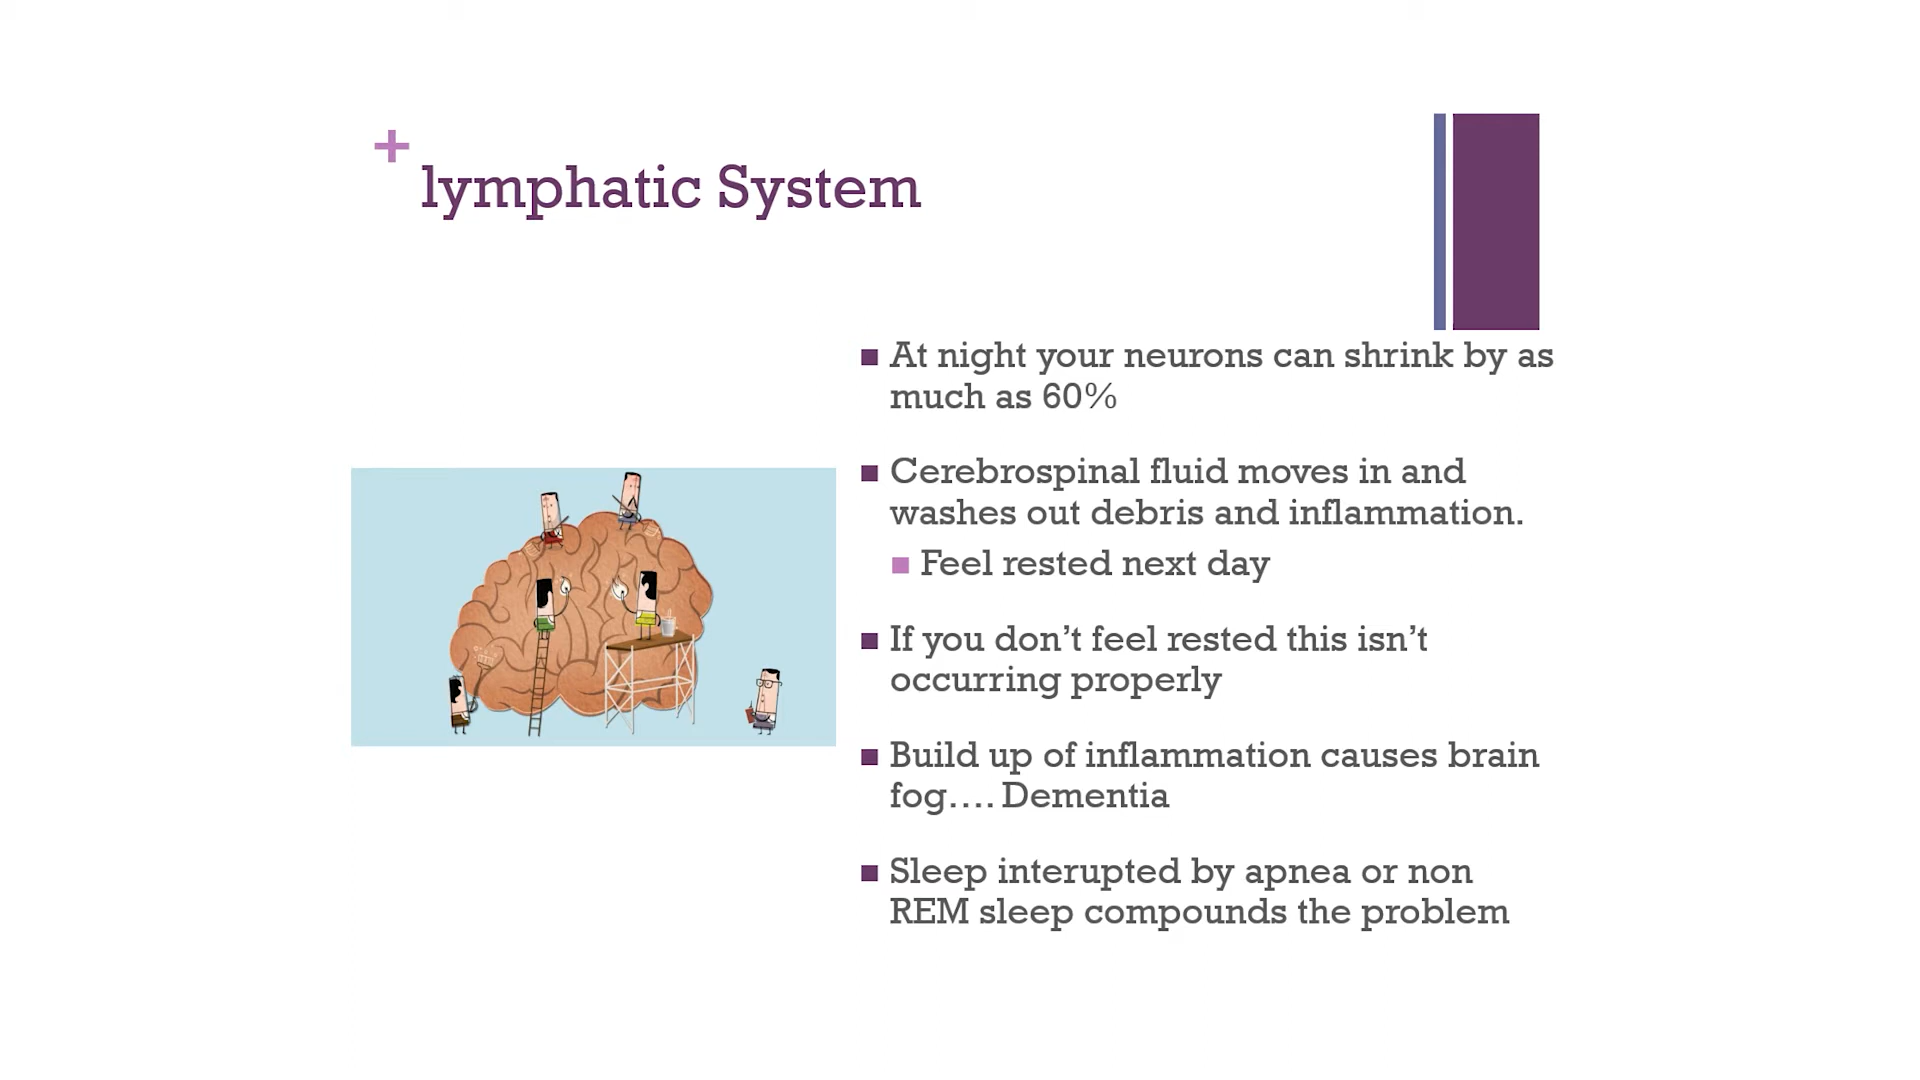 +
lymphatic System
At night your neurons can shrink by as
much as 60%
Cerebrospinal fluid moves in and
washes out debris and inflammation.
Feel rested next day
If you don’t feel rested this isn’t
occurring properly
Build up of inflammation causes brain
fog…. Dementia
Sleep interupted by apnea or non
REM sleep compounds the problem